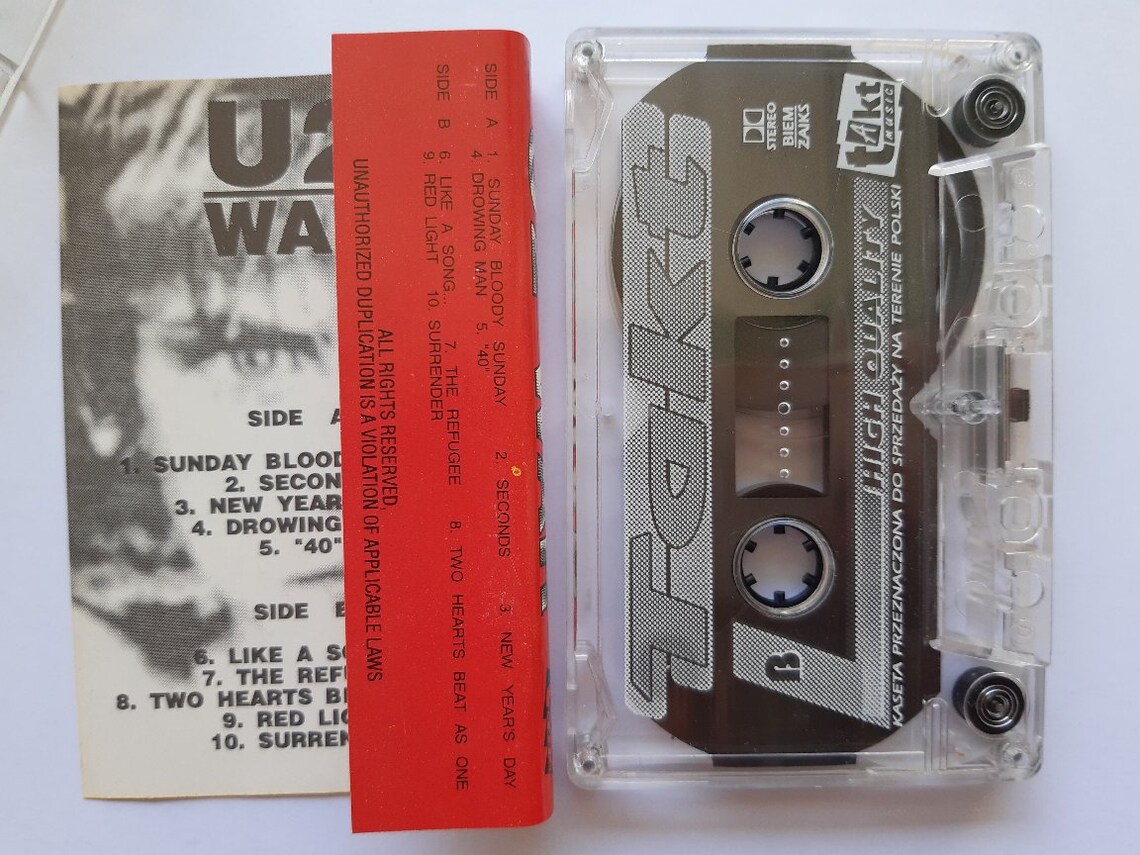 U2
WA
SIDE A
1. SUNDAY BLOOD
2. SECON
3. NEW YEAR
4. DROWING
5. "40"
SIDE B
6. LIKE A SO
7. THE REFU
8. TWO HEARTS BE
9. RED LIG
10. SURREN
SIDE A 1. SUNDAY BLOODY SUNDAY 2. SECONDS 3. NEW YEAR'S DAY
4. DROWING MAN 5. "40"
SIDE B 6. LIKE A SONG... 7. THE REFUGEE 8. TWO HEARTS BEAT AS ONE
9. RED LIGHT 10. SURRENDER
ALL RIGHTS RESERVED,
UNAUTHORIZED DUPLICATION IS A VIOLATION OF APPLICABLE LAWS
Takt
STEREO
BIEM
ZAIKS
takt
MUSIC
HIGH QUALITY
B
KASETA PRZEZNACZONA DO SPRZEDAŻY NA TERENIE POLSKI